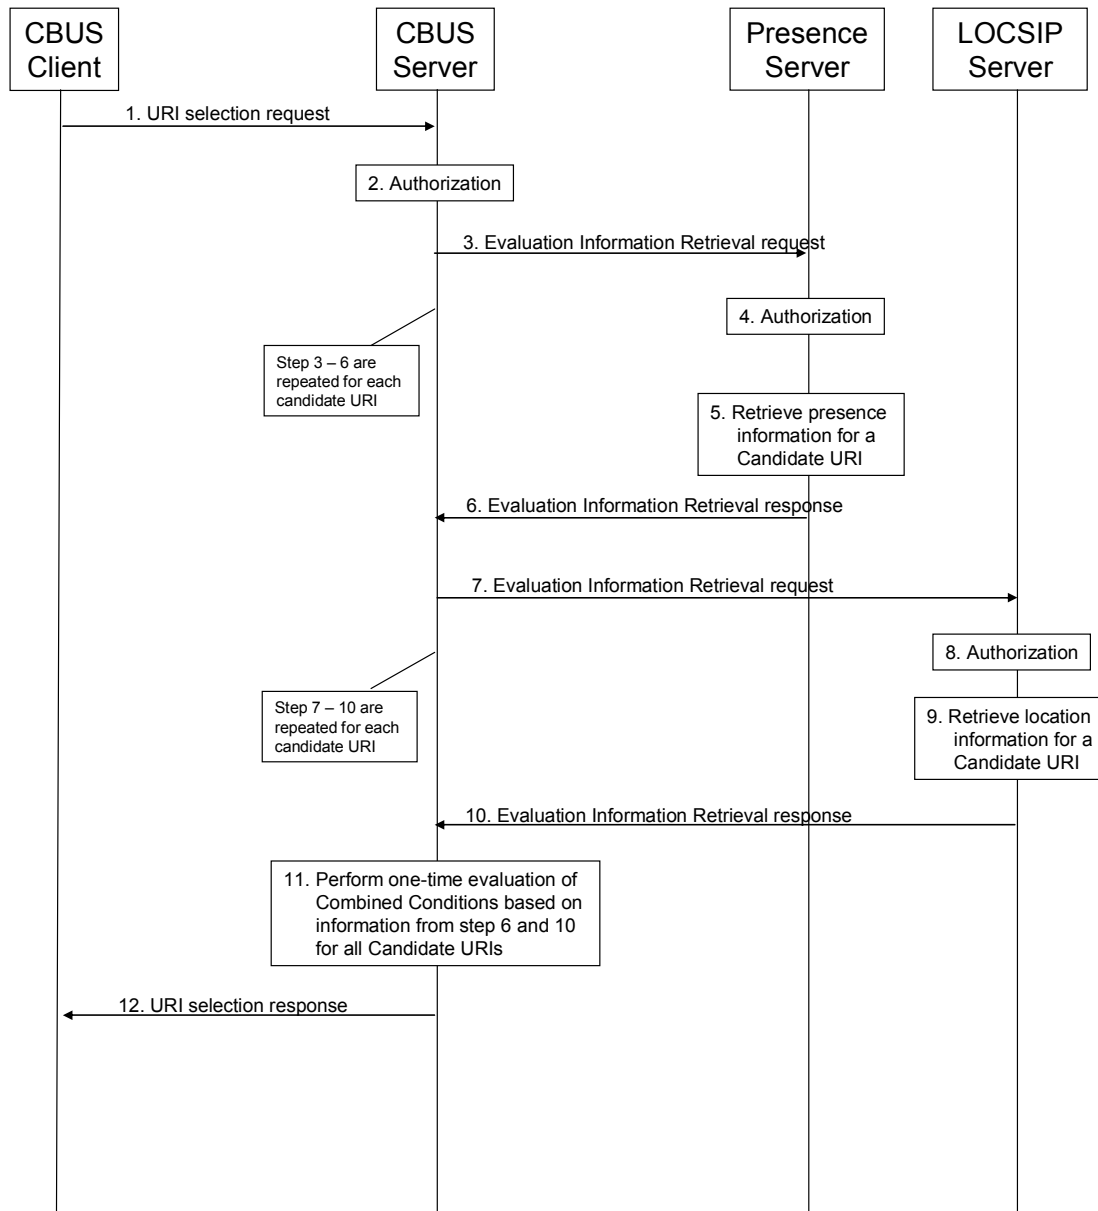 CBUS
Client
CBUS
Server
Presence
Server
LOCSIP
Server
1. URI selection request
2. Authorization
3. Evaluation Information Retrieval request
4. Authorization
Step 3 – 6 are
repeated for each
candidate URI
5. Retrieve presence
information for a
Candidate URI
6. Evaluation Information Retrieval response
7. Evaluation Information Retrieval request
8. Authorization
Step 7 – 10 are
repeated for each
candidate URI
9. Retrieve location
information for a
Candidate URI
10. Evaluation Information Retrieval response
11. Perform one-time evaluation of
Combined Conditions based on
information from step 6 and 10
for all Candidate URIs
12. URI selection response